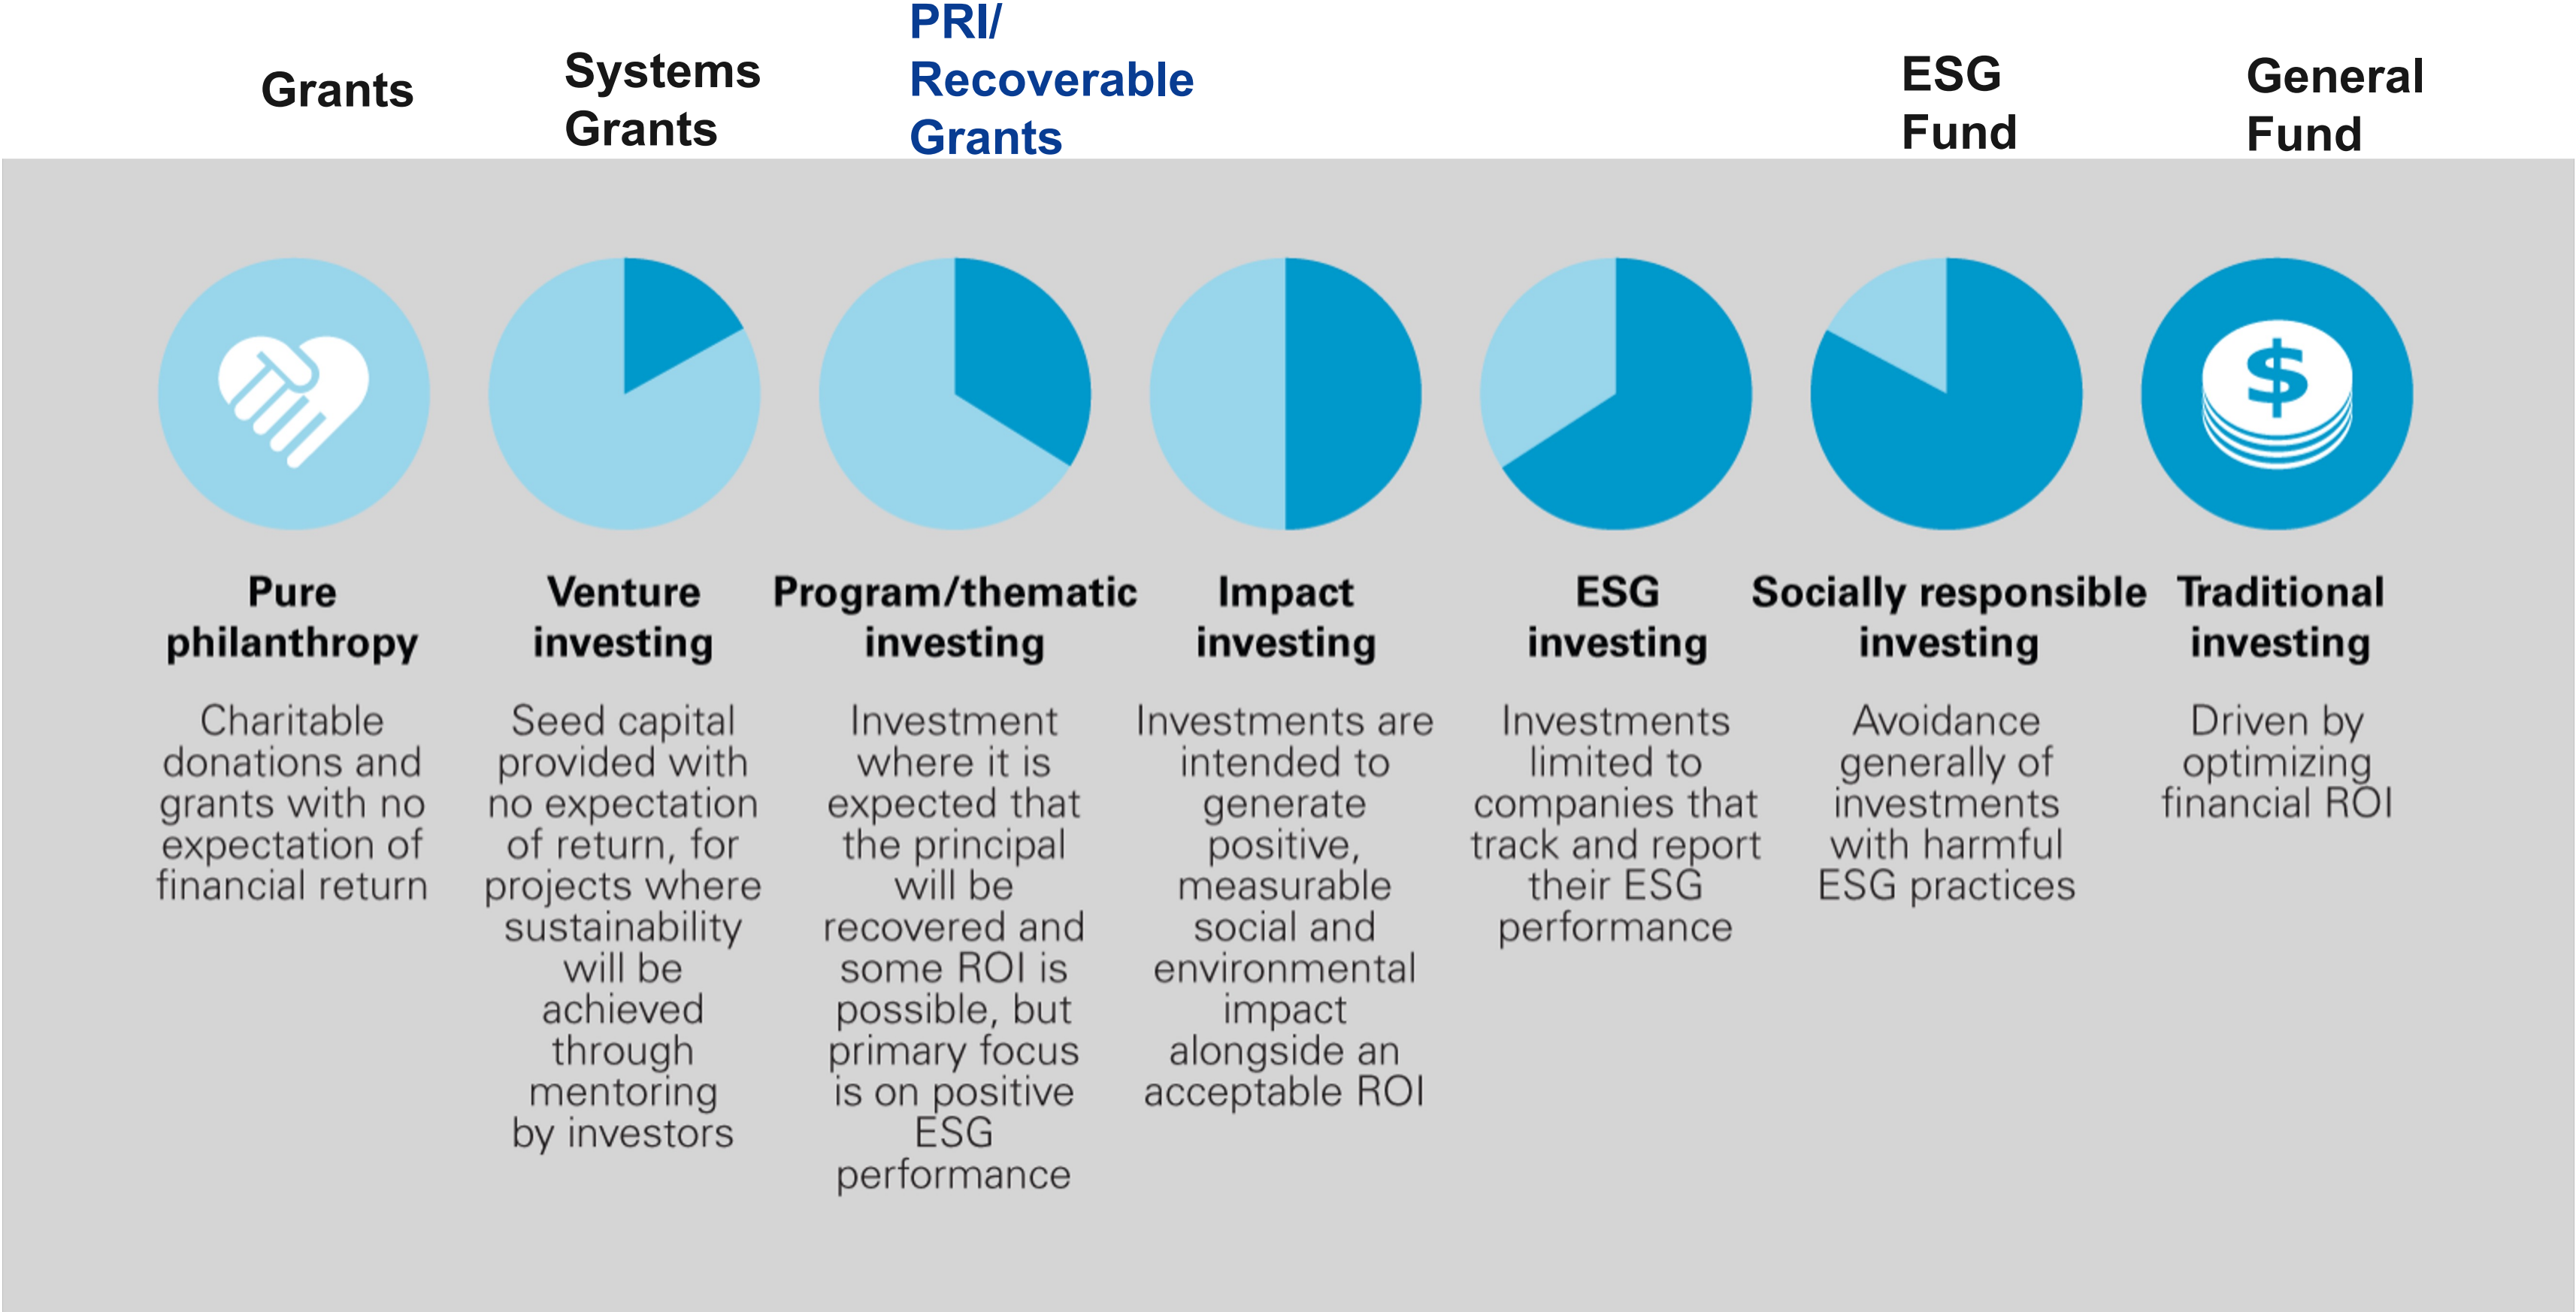 Grants
Systems
Grants
PRI/
Recoverable
Grants
ESG
Fund
General
Fund
$
Pure
philanthropy
Charitable
donations and
grants with no
expectation of
financial return
Venture
investing
Seed capital
provided with
no expectation
of return, for
projects where
sustainability
will be
achieved
through
mentoring
by investors
Program/thematic
investing
Investment
where it is
expected that
the principal
will be
recovered and
some ROI is
possible, but
primary focus
is on positive
ESG
performance
Impact
investing
Investments are
intended to
generate
positive,
measurable
social and
environmental
impact
alongside an
acceptable ROI
ESG
investing
Investments
limited to
companies that
track and report
their ESG
performance
Socially responsible
investing
Avoidance
generally of
investments
with harmful
ESG practices
Traditional
investing
Driven by
optimizing
financial ROI